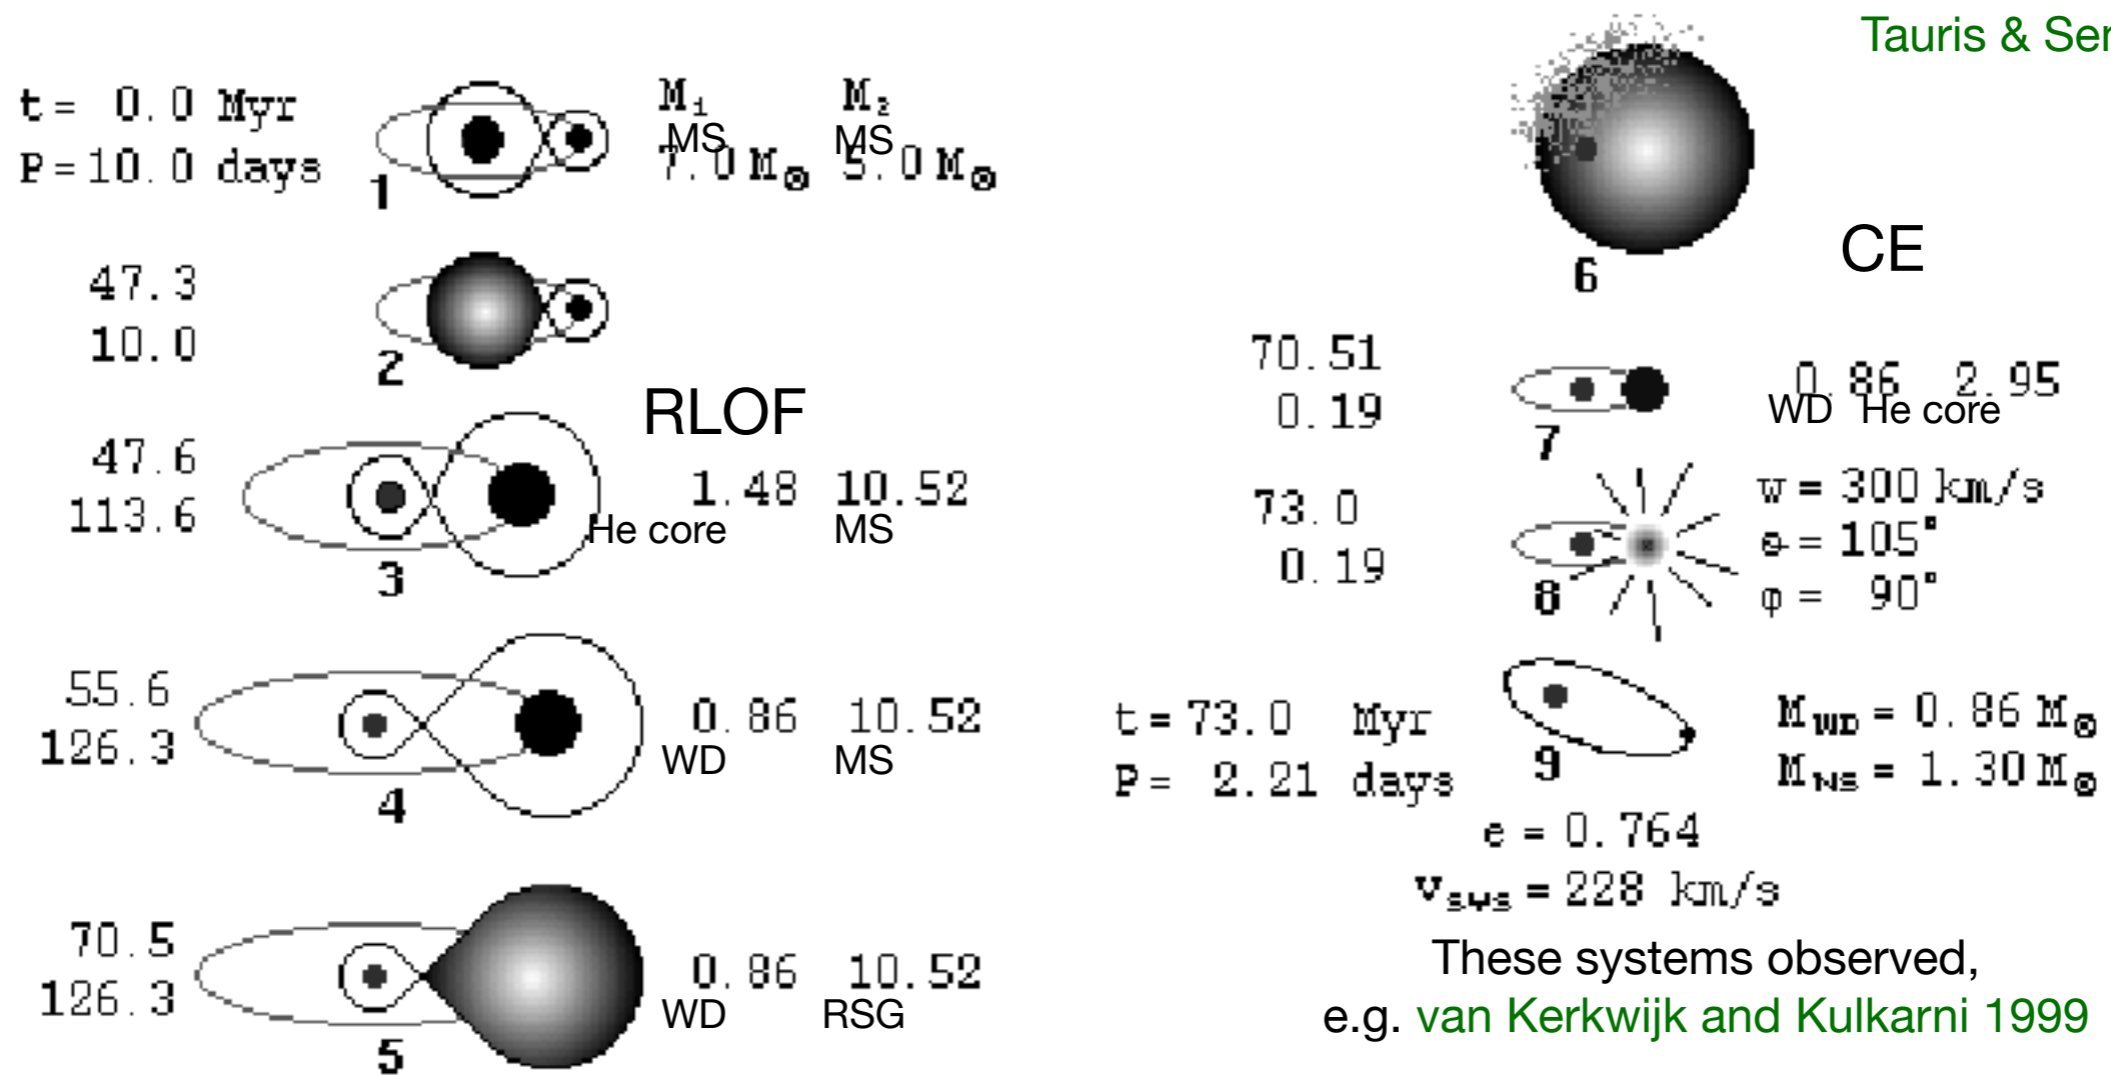 t = 0.0 Myr
P = 10.0 days
1
M₁ M₂
MS MS
7.0 M⊗ 5.0 M⊗
47.3
10.0
2
RLOF
47.6
113.6
3
1.48 10.52
He core MS
55.6
126.3
4
0.86 10.52
WD MS
70.5
126.3
5
0.86 10.52
WD RSG
Tauris &
6
CE
70.51
0.19
7
0.86 2.95
WD He core
73.0
0.19
8
w = 300 km/s
= 105°
φ = 90°
t = 73.0 Myr
P = 2.21 days
9
M_WD = 0.86 M⊗
M_NS = 1.30 M⊗
e = 0.764
v_sys = 228 km/s
These systems observed,
e.g. van Kerkwijk and Kulkarni 1999